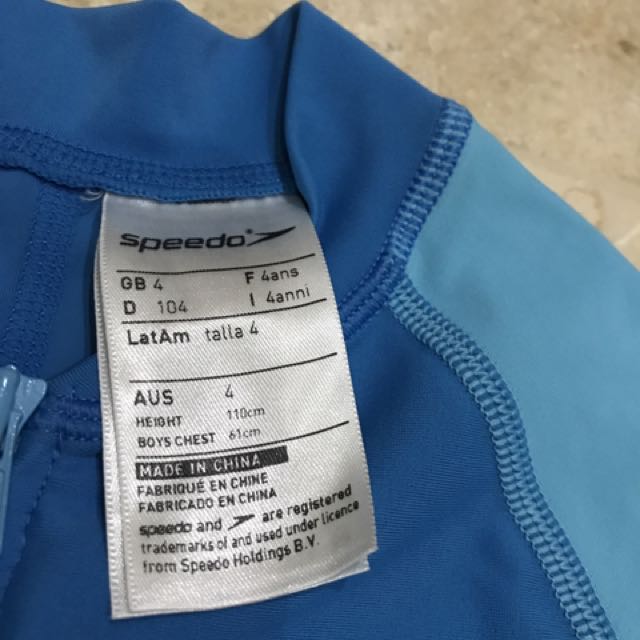 speedo
GB 4 F 4ans
D 104 I 4anni
LatAm talla 4
AUS 4
HEIGHT 110cm
BOYS CHEST 61cm
MADE IN CHINA
FABRIQUÉ EN CHINE
FABRICADO EN CHINA
speedo and are registered
trademarks of and used under licence
from Speedo Holdings B.V.